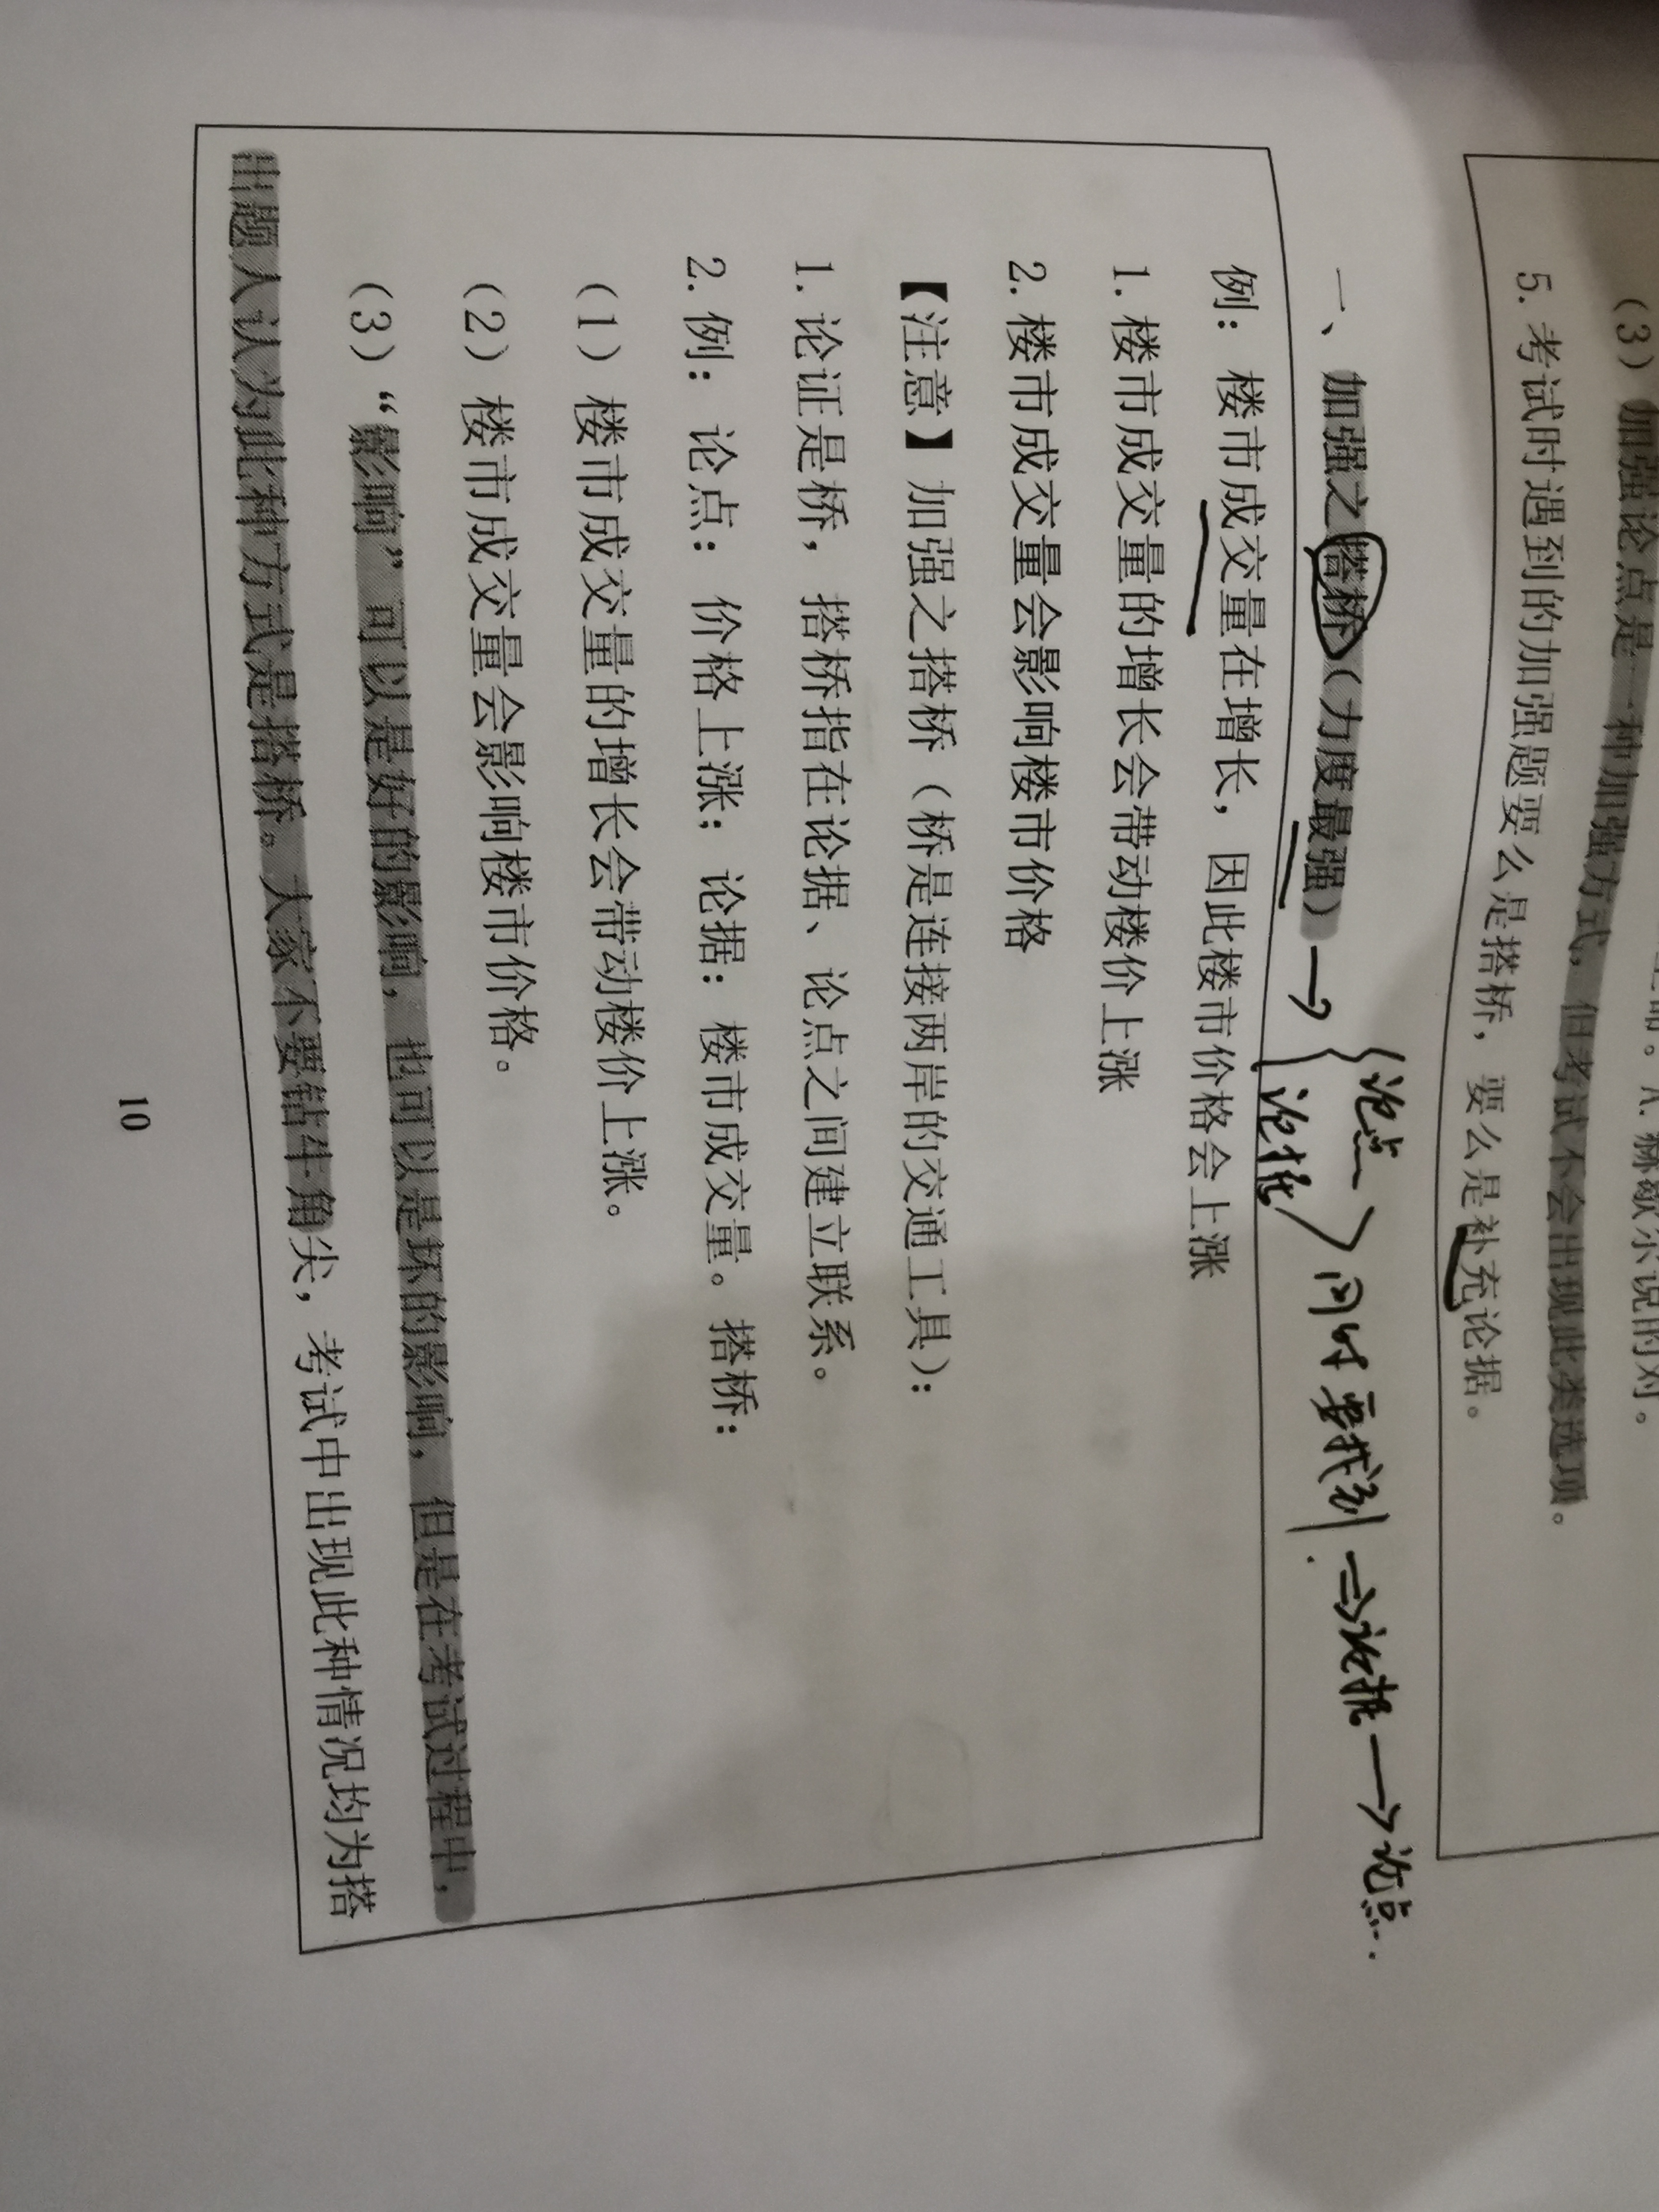 （3）加强论点是一种加强方式，但考试不会出现此类选项。
5. 考试时遇到的加强题要么是搭桥，要么是补充论据。
一、加强之搭桥（力度最强）→{论点 论据 同时要找到 ⇒论据→论点.
例：楼市成交量在增长，因此楼市价格会上涨
1. 楼市成交量的增长会带动楼价上涨
2. 楼市成交量会影响楼市价格
【注意】加强之搭桥（桥是连接两岸的交通工具）：
1. 论证是桥，搭桥指在论据、论点之间建立联系。
2. 例：论点：价格上涨；论据：楼市成交量。搭桥：
（1）楼市成交量的增长会带动楼价上涨。
（2）楼市成交量会影响楼市价格。
（3）“影响”可以是好的影响，也可以是坏的影响，但是在考试过程中，
出题人认为此种方式是搭桥。大家不要钻牛角尖，考试中出现此种情况均为搭
10